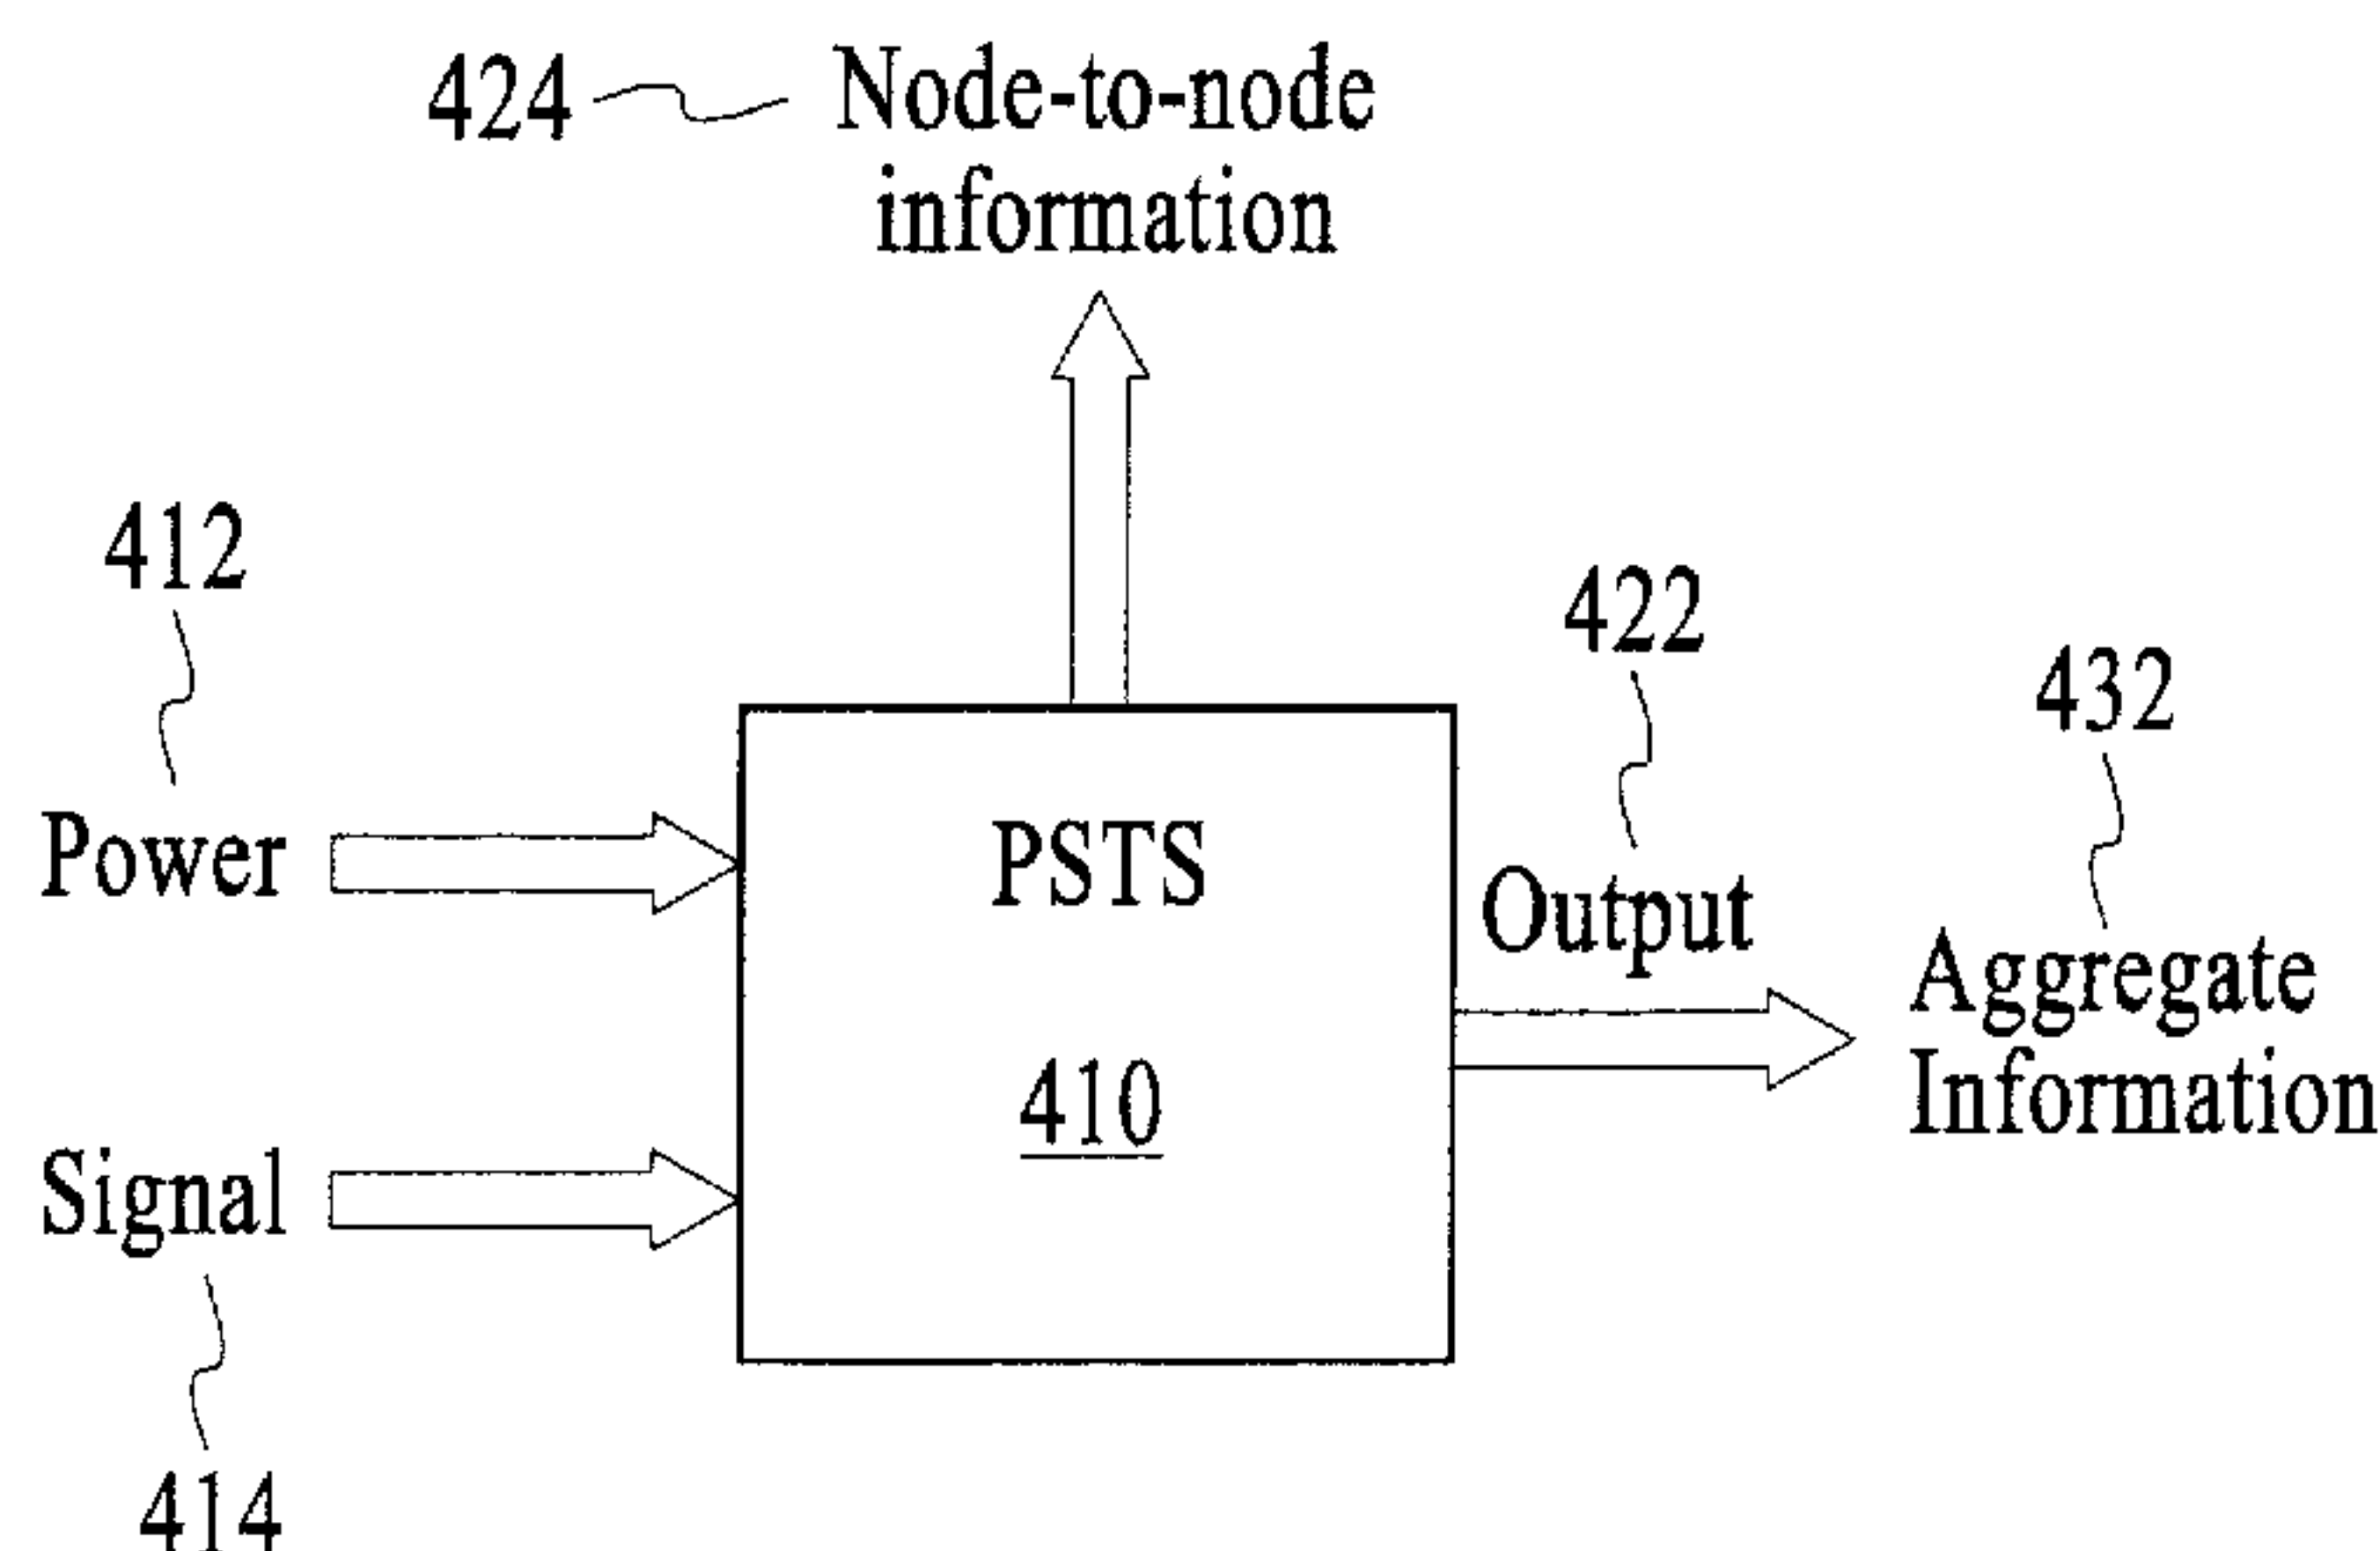 424 Node-to-node
information
412
422
432
Power
PSTS
Output
Aggregate
Information
410
Signal
414